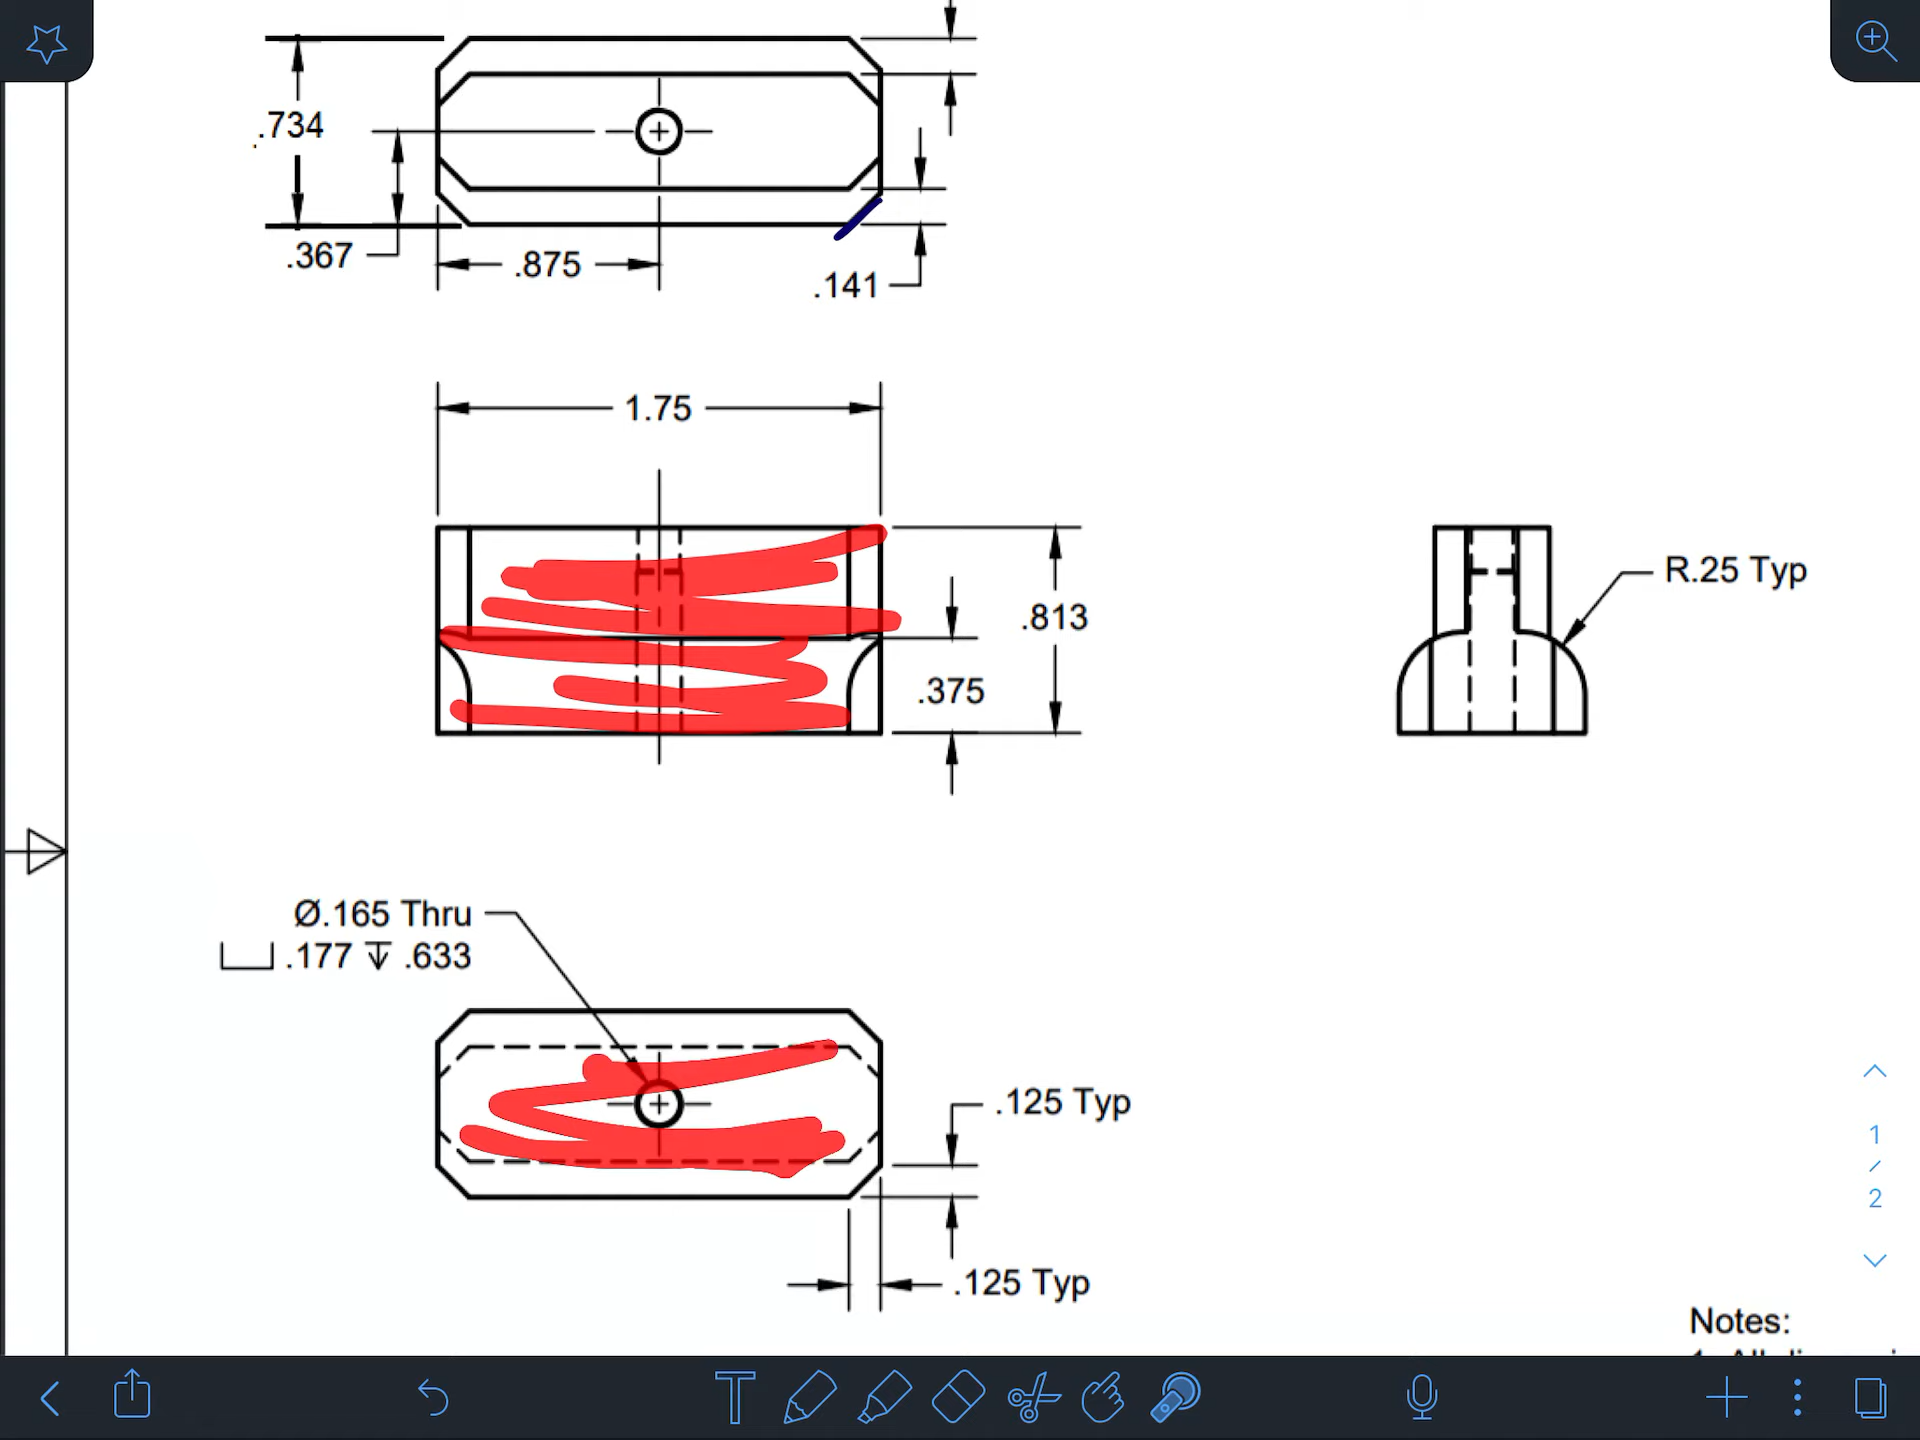 .734
.367
.875
.141
1.75
.813
.375
R.25 Typ
Ø.165 Thru
⌴ .177 ↧ .633
.125 Typ
.125 Typ
1
/
2
Notes:
T